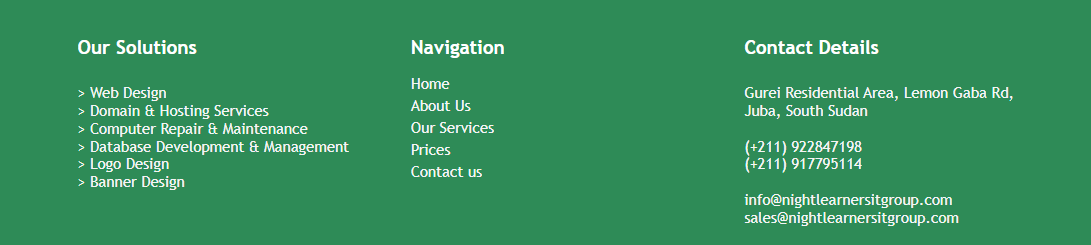 Our Solutions
> Web Design
> Domain & Hosting Services
> Computer Repair & Maintenance
> Database Development & Management
> Logo Design
> Banner Design
Navigation
Home
About Us
Our Services
Prices
Contact us
Contact Details
Gurei Residential Area, Lemon Gaba Rd,
Juba, South Sudan
(+211) 922847198
(+211) 917795114
info@nightlearnersitgroup.com
sales@nightlearnersitgroup.com